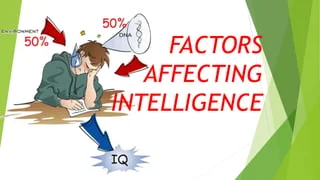 50%
DNA
ENVIRONMENT
50%
FACTORS
AFFECTING
INTELLIGENCE
IQ